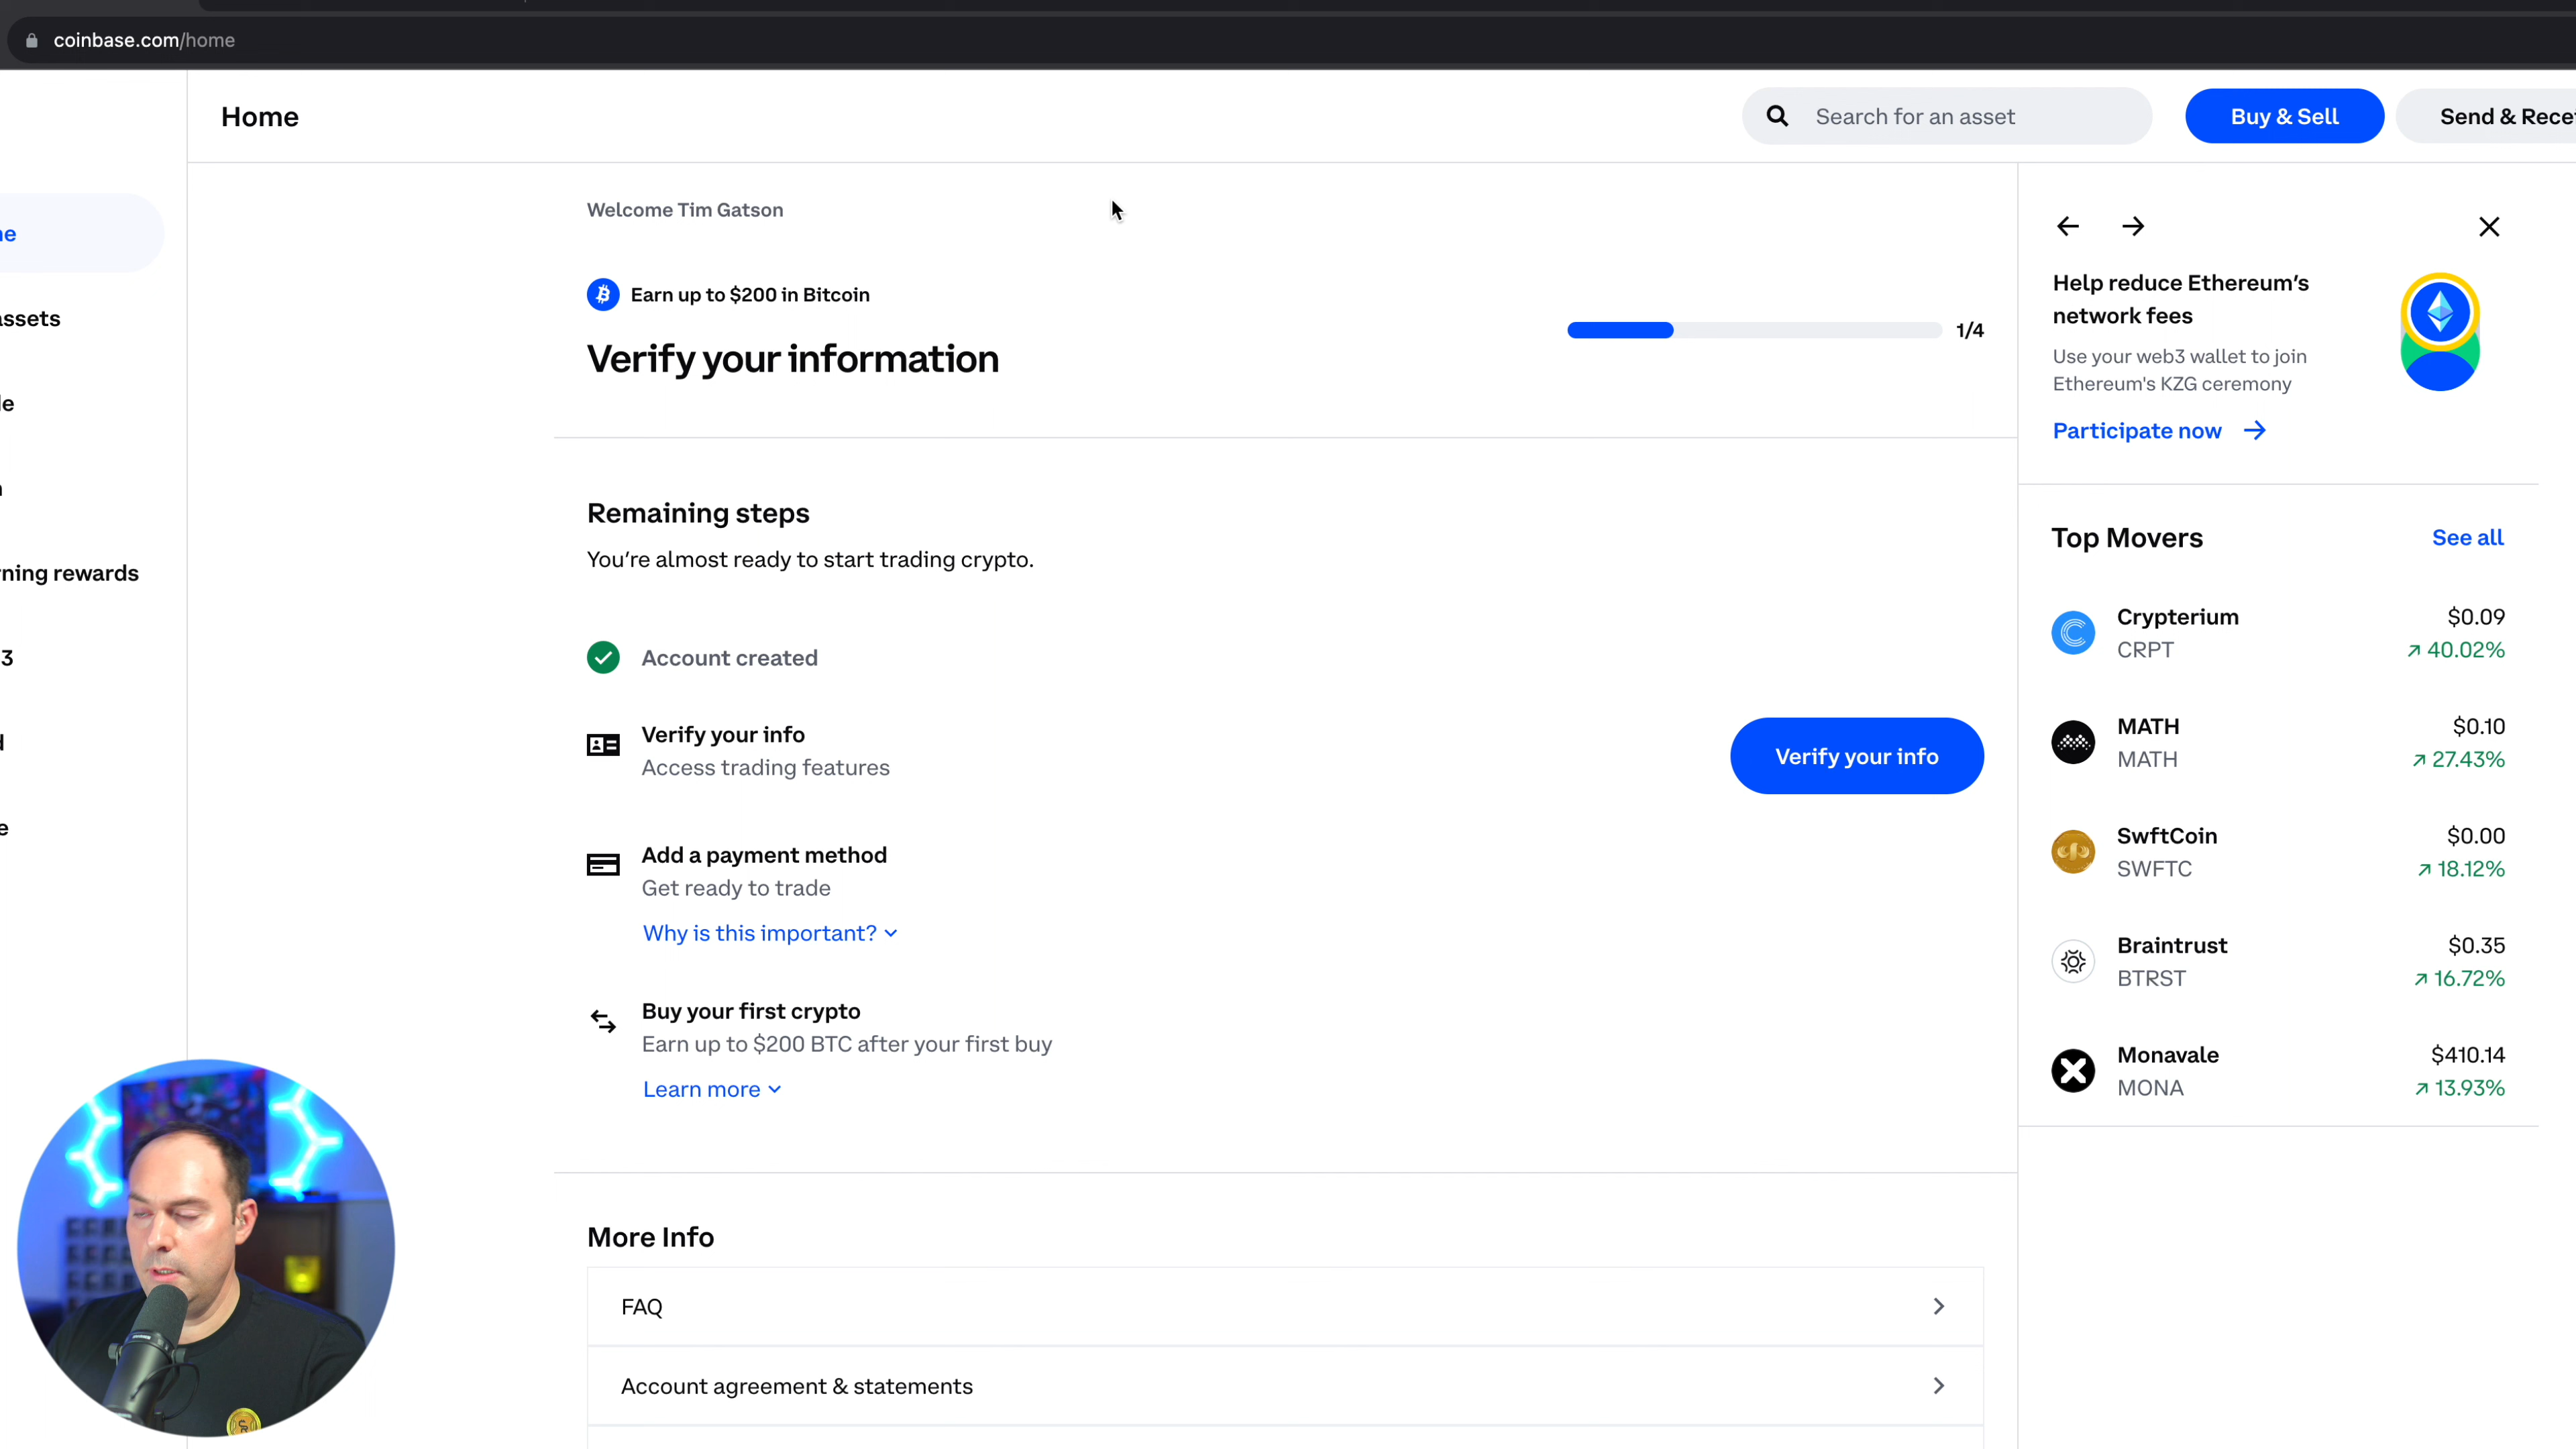 coinbase.com/home
Home
Search for an asset
Buy & Sell
Send & Rece
Welcome Tim Gatson
Earn up to $200 in Bitcoin
Verify your information
1/4
Remaining steps
You're almost ready to start trading crypto.
Account created
Verify your info
Access trading features
Verify your info
Add a payment method
Get ready to trade
Why is this important?
Buy your first crypto
Earn up to $200 BTC after your first buy
Learn more
More Info
FAQ
Account agreement & statements
Help reduce Ethereum's
network fees
Use your web3 wallet to join
Ethereum's KZG ceremony
Participate now
Top Movers
See all
Crypterium
$0.09
CRPT
40.02%
MATH
$0.10
MATH
27.43%
SwftCoin
$0.00
SWFTC
18.12%
Braintrust
$0.35
BTRST
16.72%
Monavale
$410.14
MONA
13.93%
ne
assets
le
rning rewards
3
e